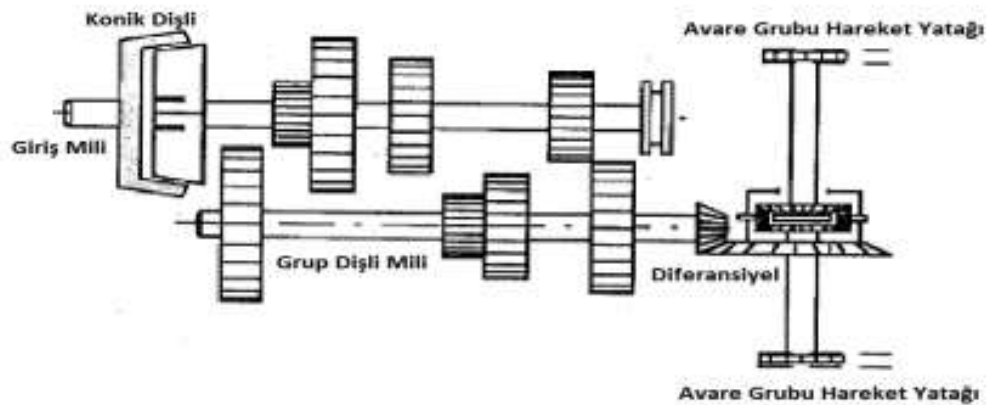 Konik Dişli
Avare Grubu Hareket Yatağı
Giriş Mili
Grup Dişli Mili
Diferansiyel
Avare Grubu Hareket Yatağı